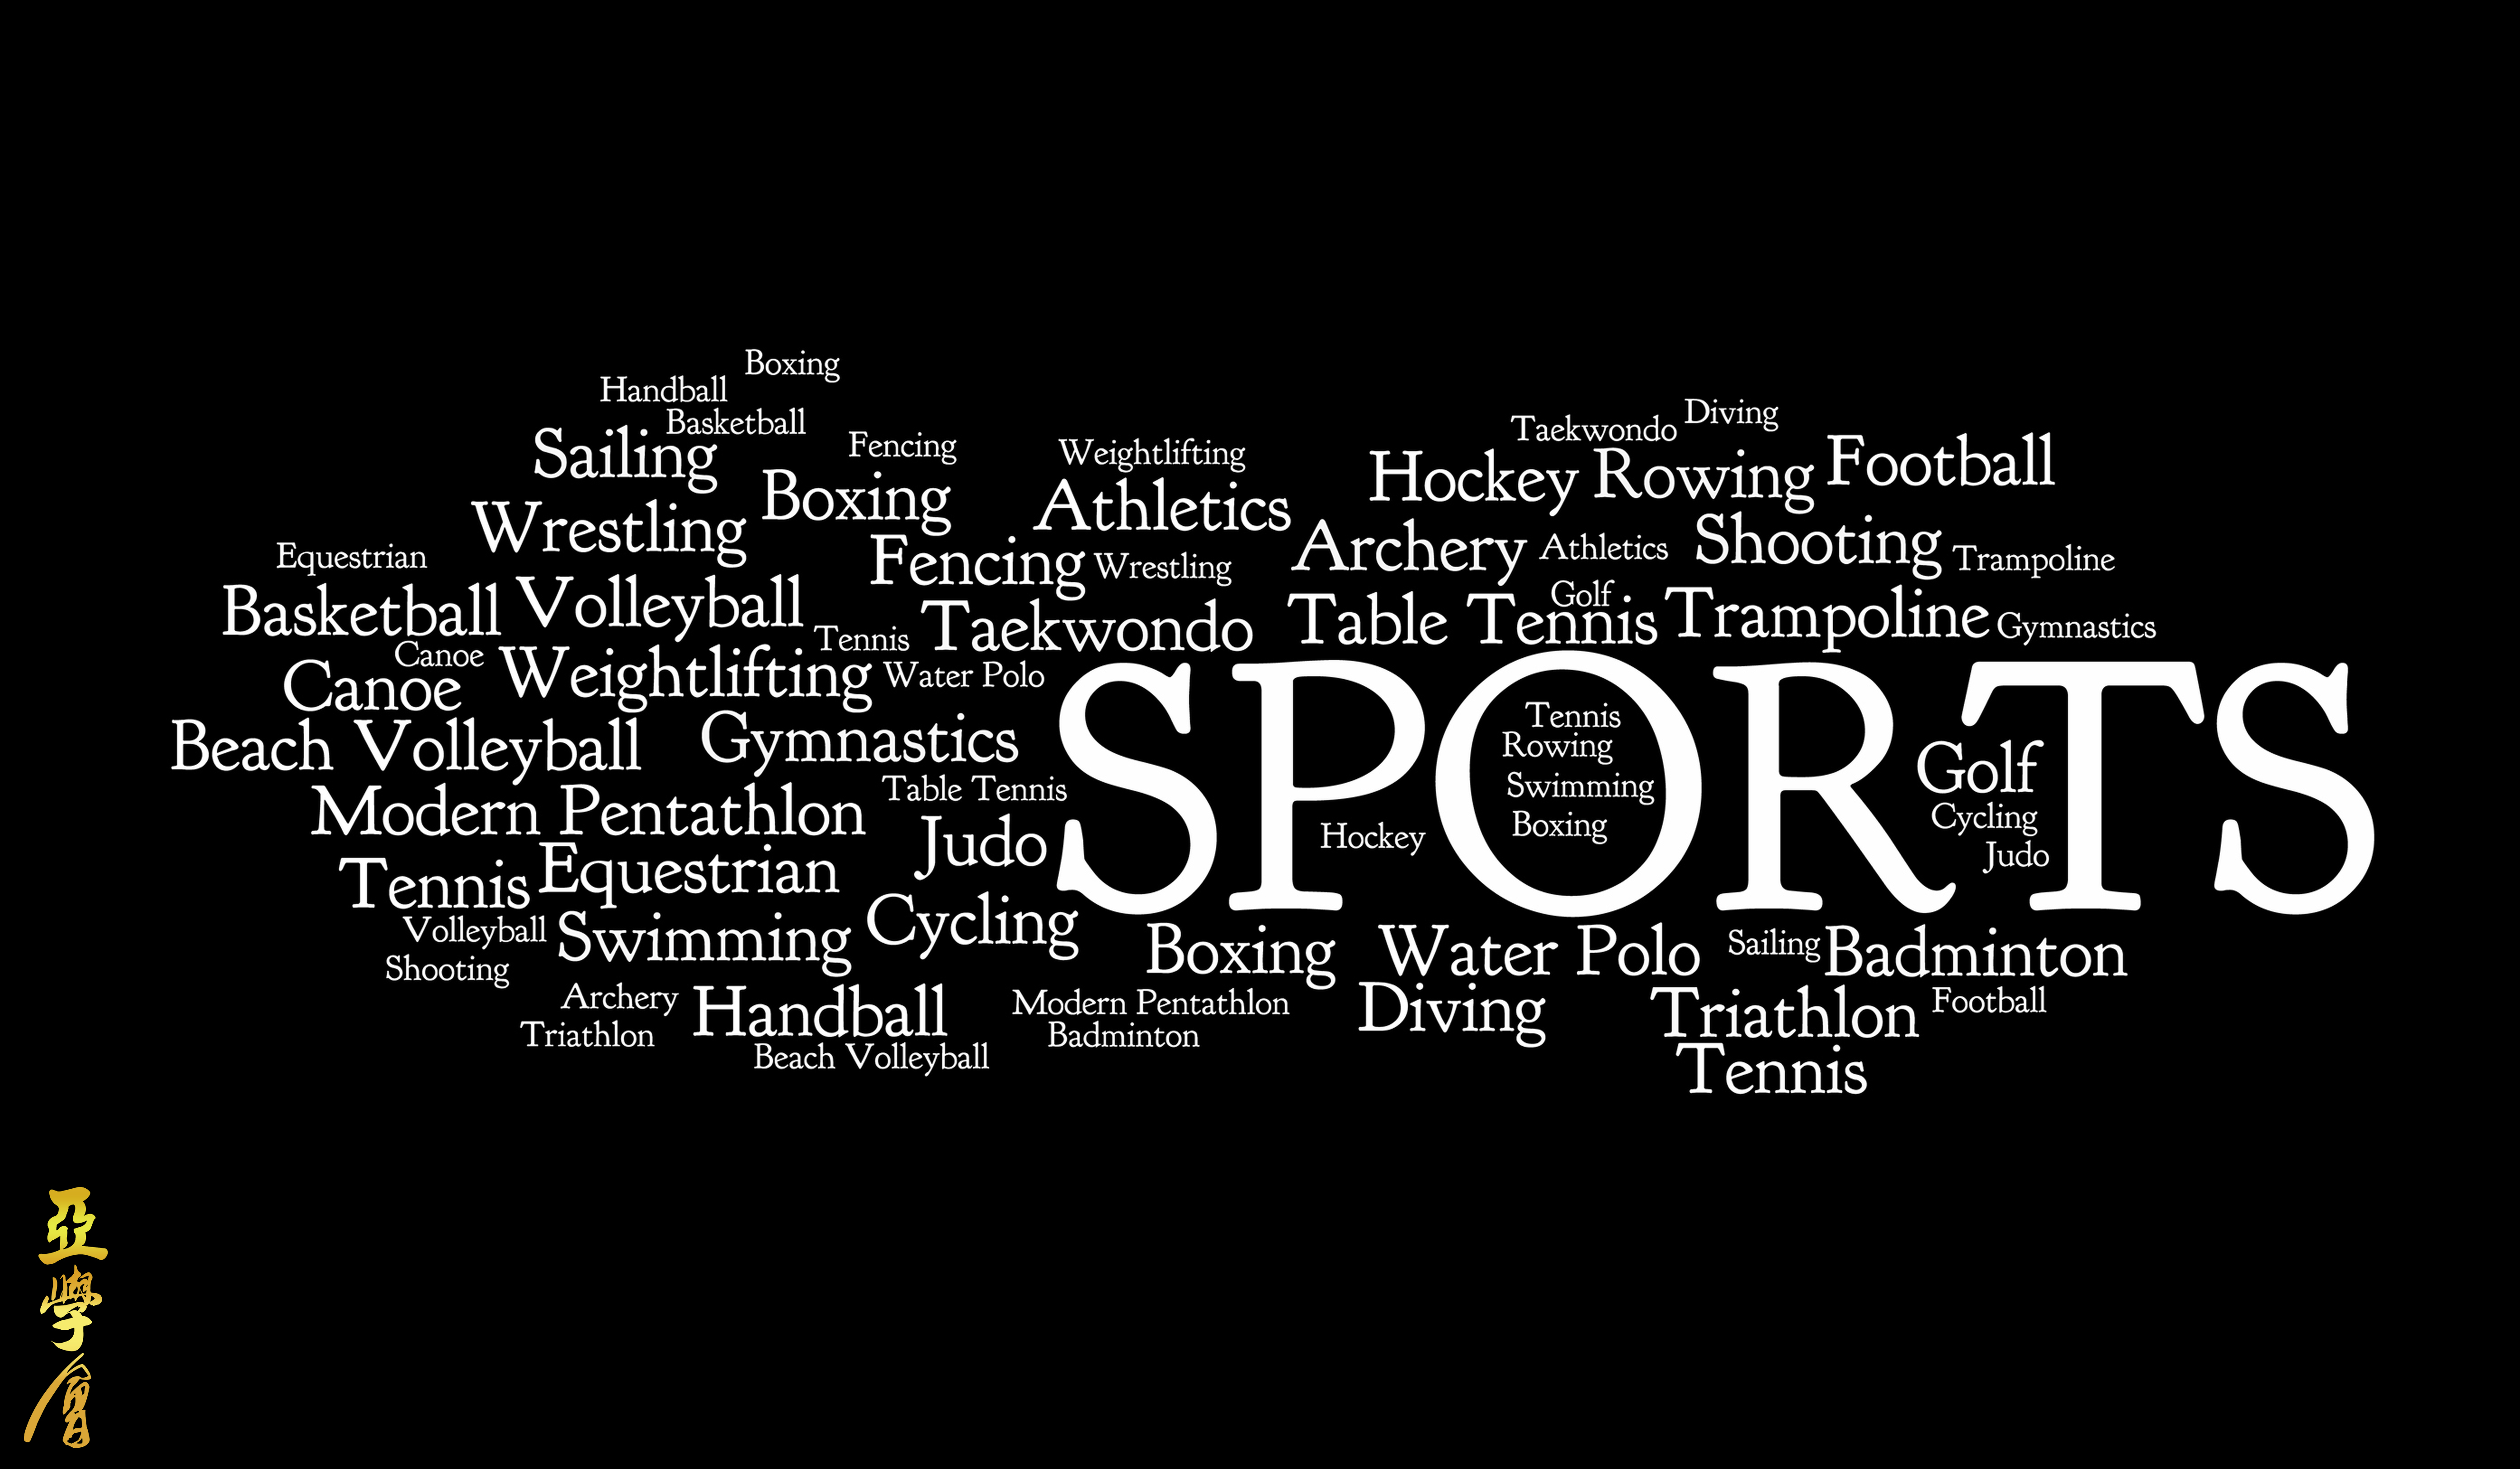 Boxing
Handball
Basketball
Diving
Taekwondo
Sailing
Fencing
Weightlifting
Hockey Rowing Football
Boxing
Athletics
Wrestling
Archery Athletics Shooting Trampoline
Equestrian
Fencing Wrestling
Golf
Basketball Volleyball
Tennis Taekwondo Table Tennis Trampoline Gymnastics
Canoe
Canoe Weightlifting Water Polo
SPORTS
Tennis
Rowing
Swimming
Boxing
Hockey
Golf
Cycling
Judo
Beach Volleyball Gymnastics
Table Tennis
Modern Pentathlon
Judo
Tennis Equestrian
Cycling
Volleyball Swimming
Boxing Water Polo Sailing Badminton
Shooting
Archery Handball Modern Pentathlon Diving Triathlon Football
Triathlon
Badminton
Beach Volleyball
Tennis
亞學會